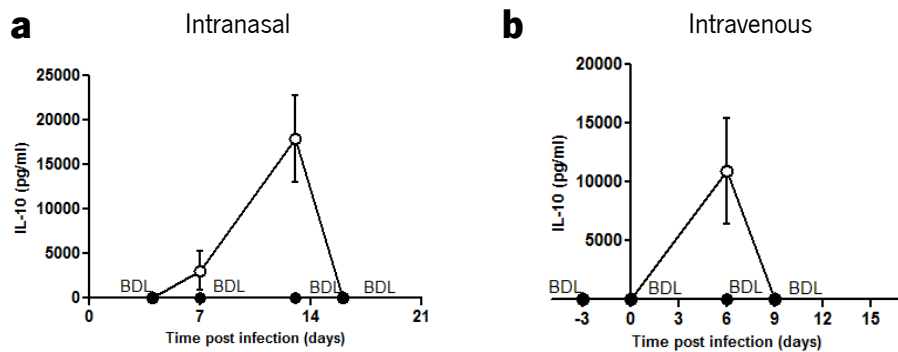 a
Intranasal
IL-10 (pg/ml)
25000
20000
15000
10000
5000
0
BDL
BDL
BDL
BDL
0 7 14 21
Time post infection (days)
b
Intravenous
IL-10 (pg/ml)
20000
15000
10000
5000
BDL
BDL
BDL
-3 0 3 6 9 12 15
Time post infection (days)